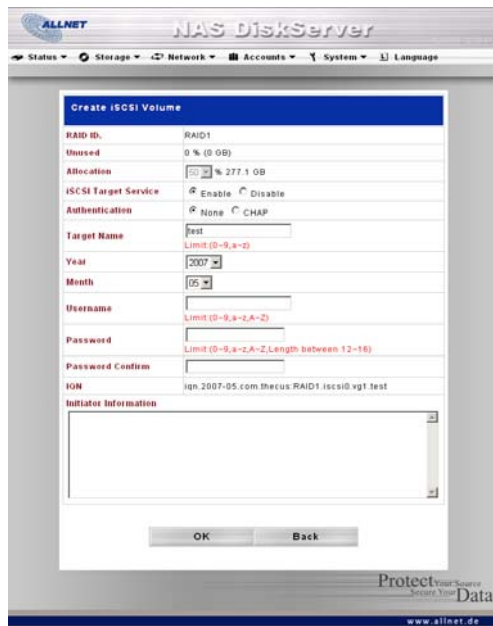 ALLNET
NAS DiskServer
Status Storage Network Accounts System Language
Create iSCSI Volume
RAID ID. RAID1
Unused 0 % (0 GB)
Allocation 50 % 277.1 GB
iSCSI Target Service Enable Disable
Authentication None CHAP
Target Name test
Limit:(0~9,a~z)
Year 2007
Month 05
Username
Limit:(0~9,a~z,A~Z)
Password
Limit:(0~9,a~z,A~Z,Length between 12~16)
Password Confirm
IQN iqn.2007-05.com.thecus:RAID1.iscsi0.vg1.test
Initiator Information
OK Back
Protect Your Source
Secure Your Data
www.allnet.de